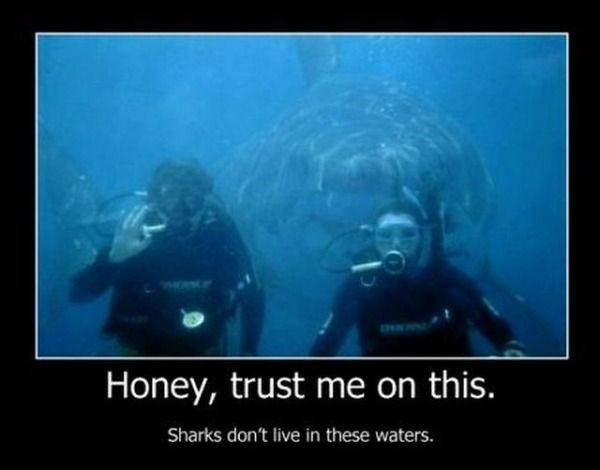 Honey, trust me on this.
Sharks don't live in these waters.